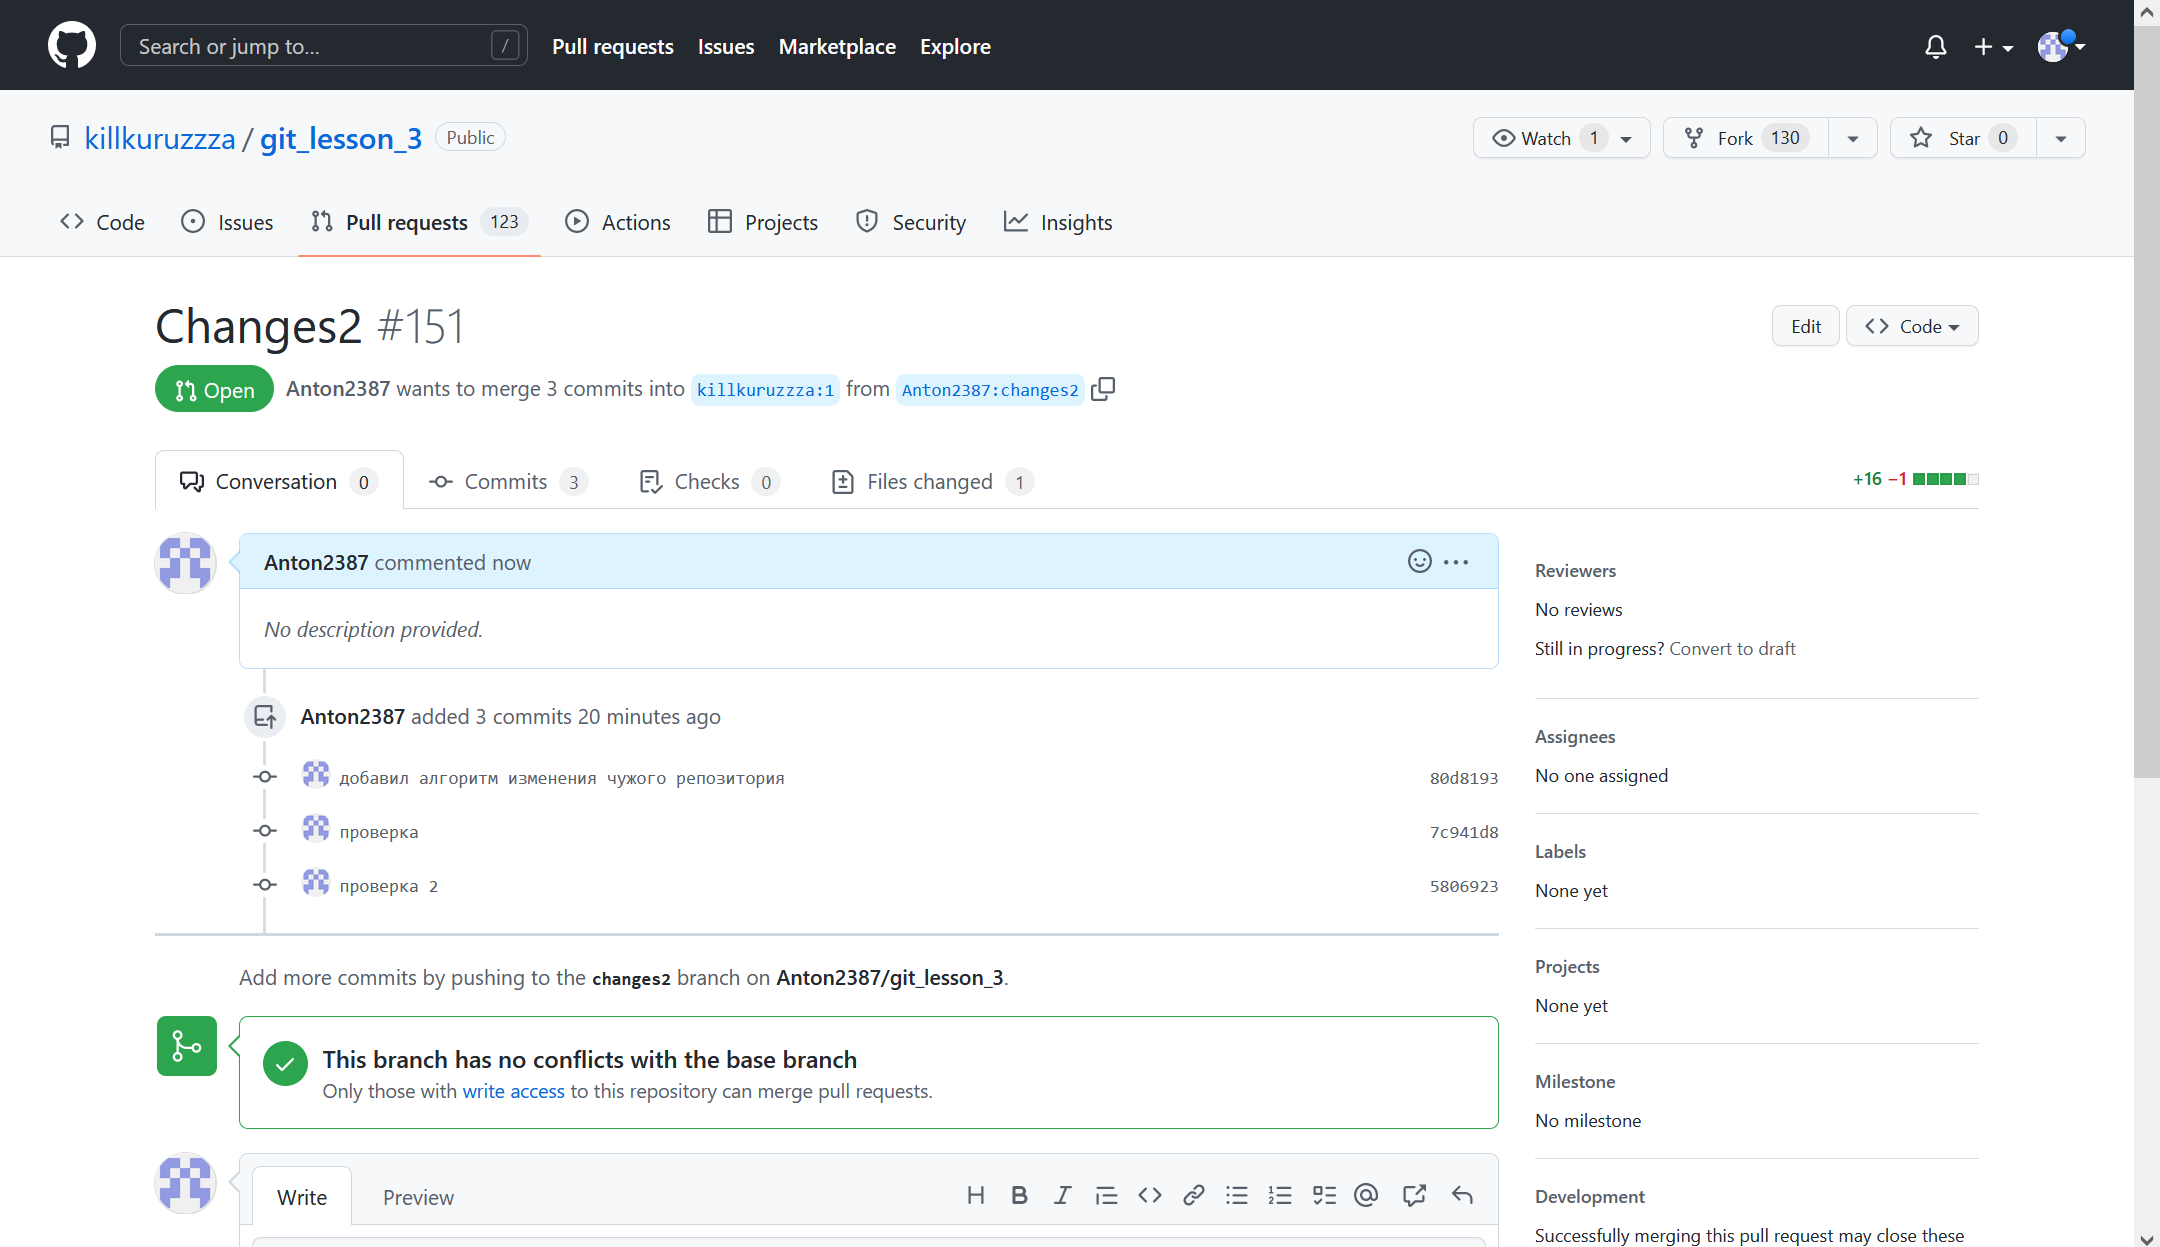 Search or jump to... /
Pull requests Issues Marketplace Explore
killkuruzzza / git_lesson_3 Public
Watch 1 Fork 130 Star 0
Code Issues Pull requests 123 Actions Projects Security Insights
Changes2 #151
Edit Code
Open Anton2387 wants to merge 3 commits into killkuruzzza:1 from Anton2387:changes2
Conversation 0 Commits 3 Checks 0 Files changed 1
+16 −1
Anton2387 commented now
No description provided.
Anton2387 added 3 commits 20 minutes ago
добавил алгоритм изменения чужого репозитория 80d8193
проверка 7c941d8
проверка 2 5806923
Add more commits by pushing to the changes2 branch on Anton2387/git_lesson_3.
This branch has no conflicts with the base branch
Only those with write access to this repository can merge pull requests.
Write Preview
Reviewers
No reviews
Still in progress? Convert to draft
Assignees
No one assigned
Labels
None yet
Projects
None yet
Milestone
No milestone
Development
Successfully merging this pull request may close these